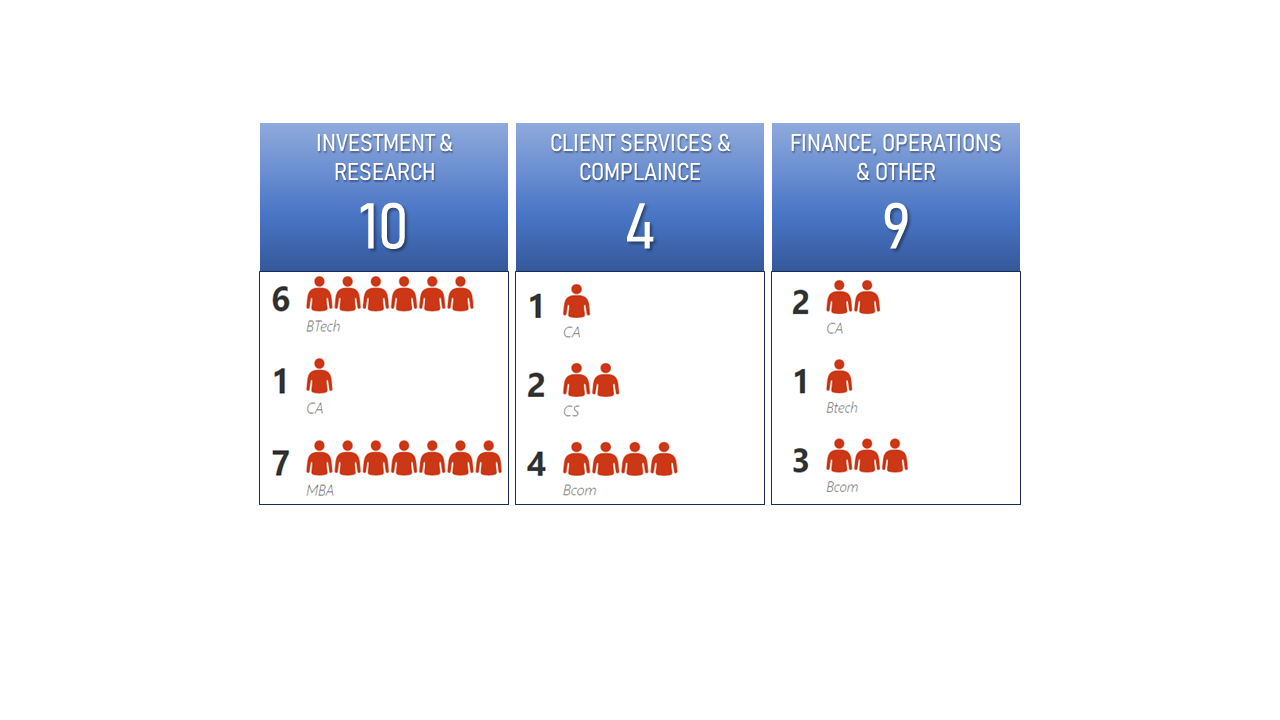 INVESTMENT &
RESEARCH
10
6
BTech
1
CA
7
MBA
CLIENT SERVICES &
COMPLAINCE
4
1
CA
2
CS
4
Bcom
FINANCE, OPERATIONS
& OTHER
9
2
CA
1
Btech
3
Bcom